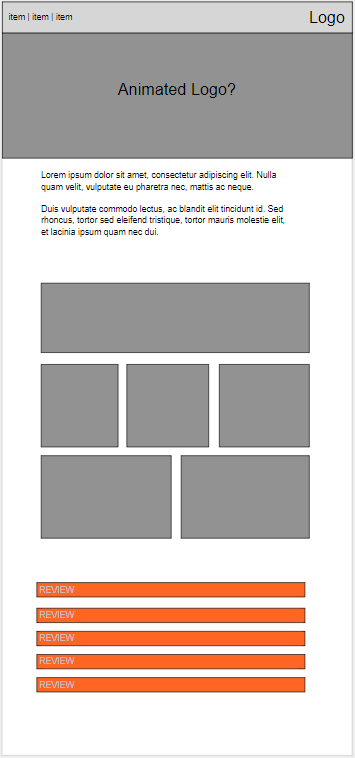 item | item | item
Logo
Animated Logo?
Lorem ipsum dolor sit amet, consectetur adipiscing elit. Nulla
quam velit, vulputate eu pharetra nec, mattis ac neque.
Duis vulputate commodo lectus, ac blandit elit tincidunt id. Sed
rhoncus, tortor sed eleifend tristique, tortor mauris molestie elit,
et lacinia ipsum quam nec dui.
REVIEW
REVIEW
REVIEW
REVIEW
REVIEW